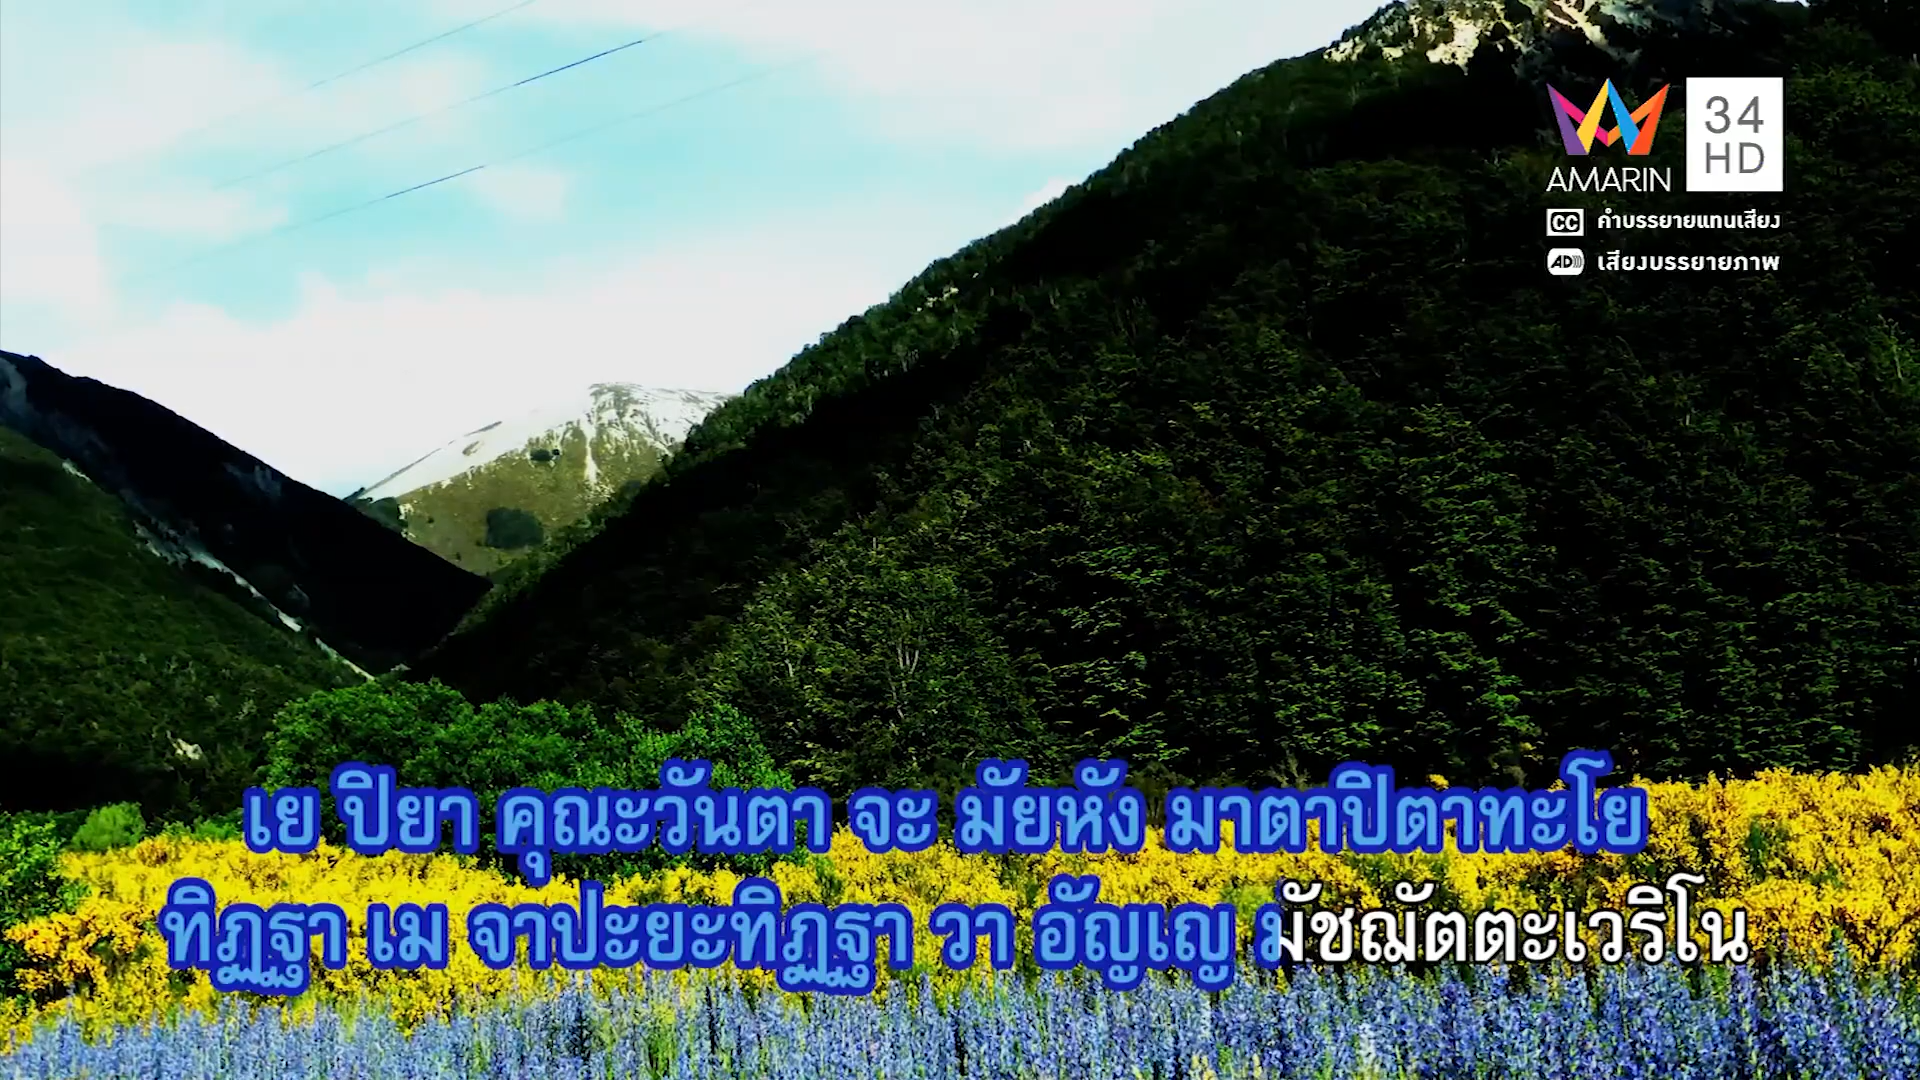 AMARIN
34
HD
CC คำบรรยายแทนเสียง
AD เสียงบรรยายภาพ
เย ปิยา คุณะวันตา จะ มัยหัง มาตาปิตาทะโย
ทิฏฐา เม จาปะยะทิฏฐา วา อัญเญ มัชฌัตตะเวริโน